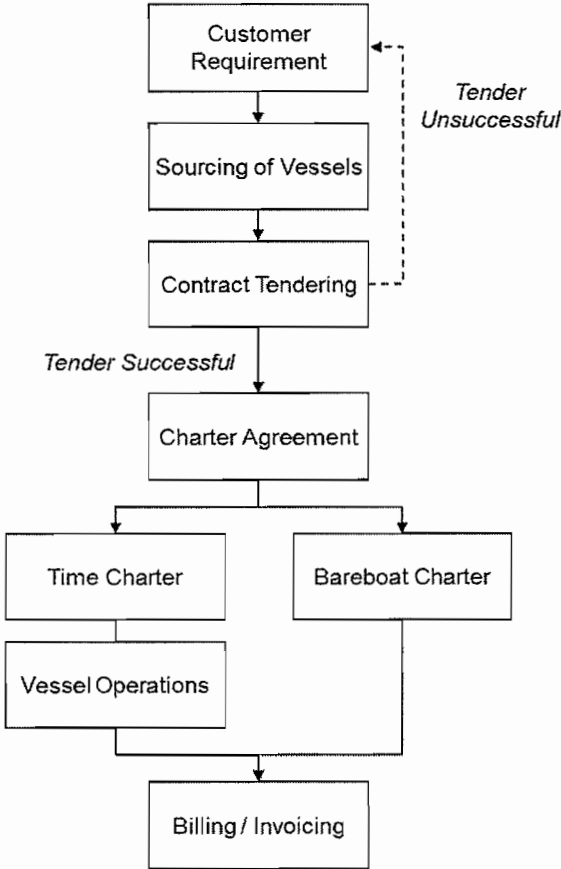 Customer
Requirement
Tender
Unsuccessful
Sourcing of Vessels
Contract Tendering
Tender Successful
Charter Agreement
Time Charter
Bareboat Charter
Vessel Operations
Billing / Invoicing